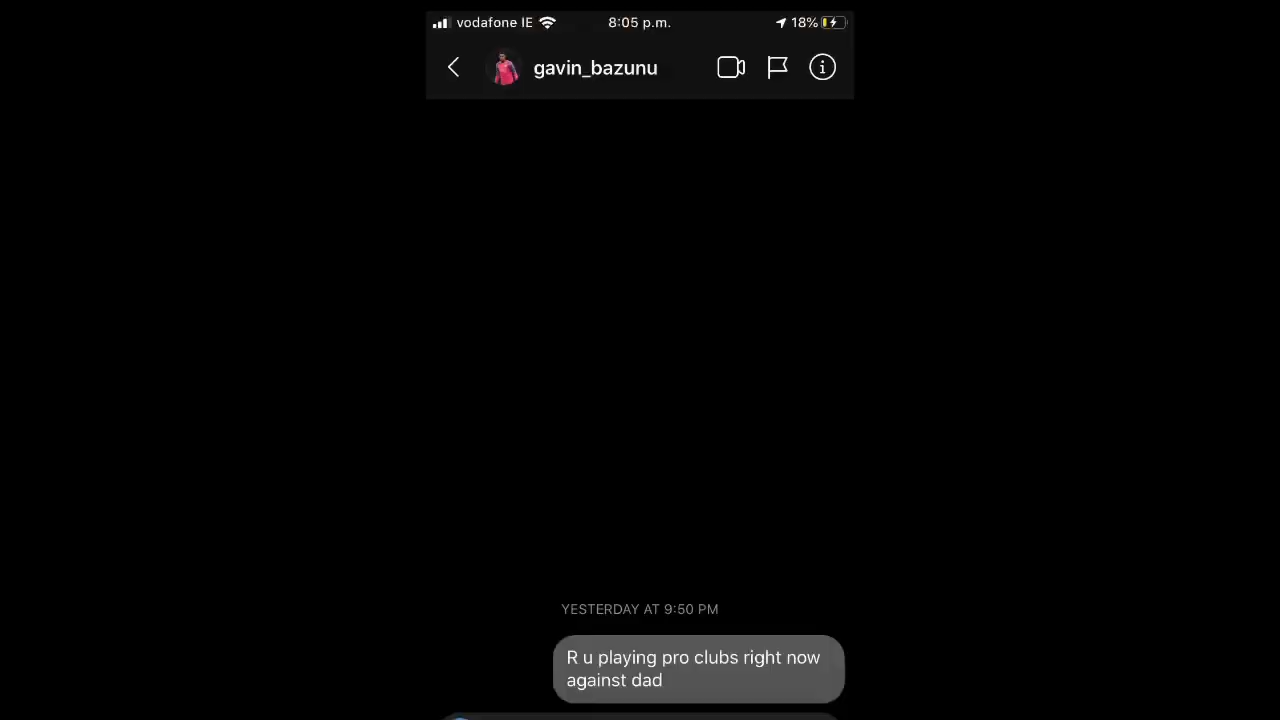 vodafone IE 8:05 p.m. 18%
gavin_bazunu
YESTERDAY AT 9:50 PM
R u playing pro clubs right now
against dad